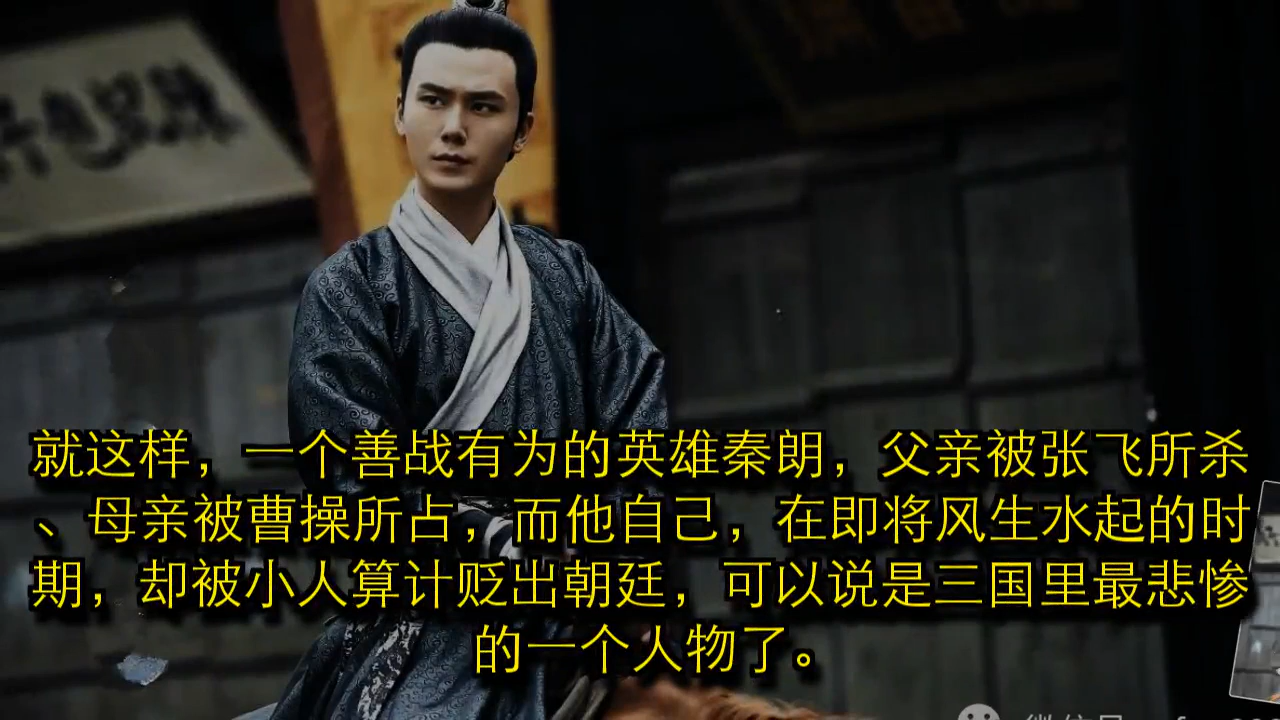 就这样，一个善战有为的英雄秦朗，父亲被张飞所杀
、母亲被曹操所占，而他自己，在即将风生水起的时
期，却被小人算计贬出朝廷，可以说是三国里最悲惨
的一个人物了。